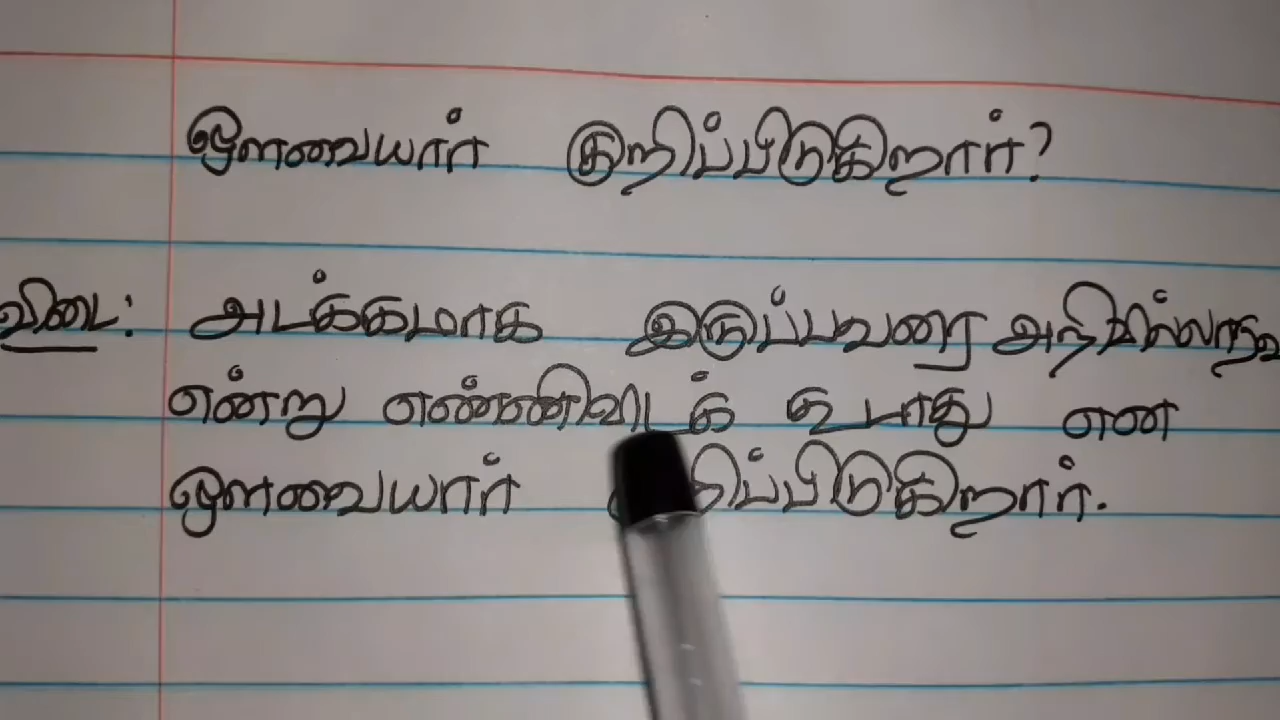 ஔவையார் குறிப்பிடுகிறார்?
விடை: அடக்கமாக இருப்பவரை
என்று எண்ணிவிடக் கூடாது என
ஔவையார் குறிப்பிடுகிறார்.